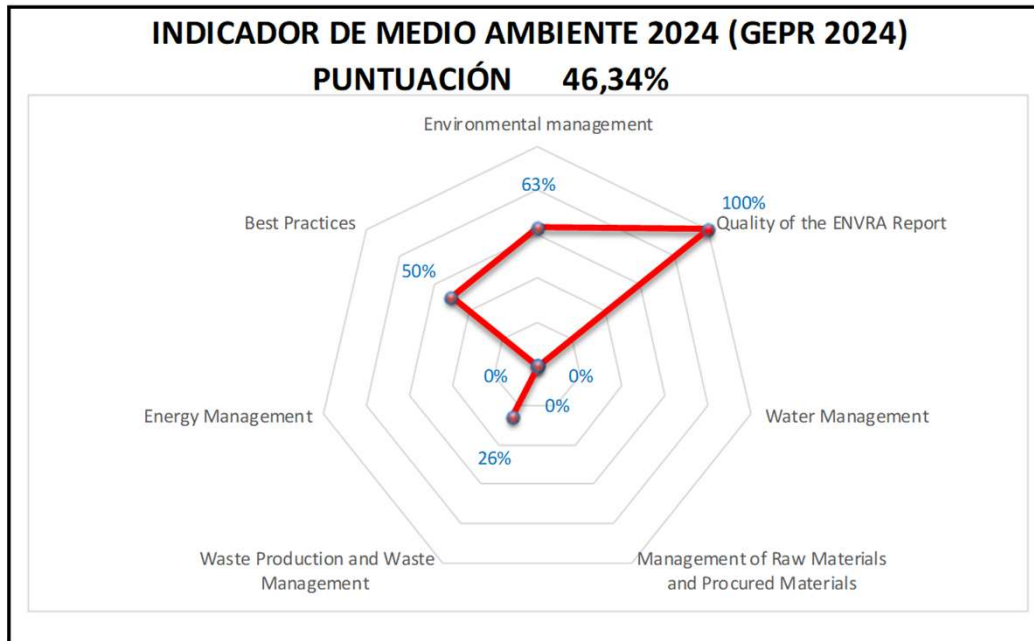 INDICADOR DE MEDIO AMBIENTE 2024 (GEPR 2024)
PUNTUACIÓN 46,34%
Environmental management
63%
100%
Quality of the ENVRA Report
Best Practices
50%
0%
0%
0%
Energy Management
Water Management
26%
Waste Production and Waste
Management
Management of Raw Materials
and Procured Materials